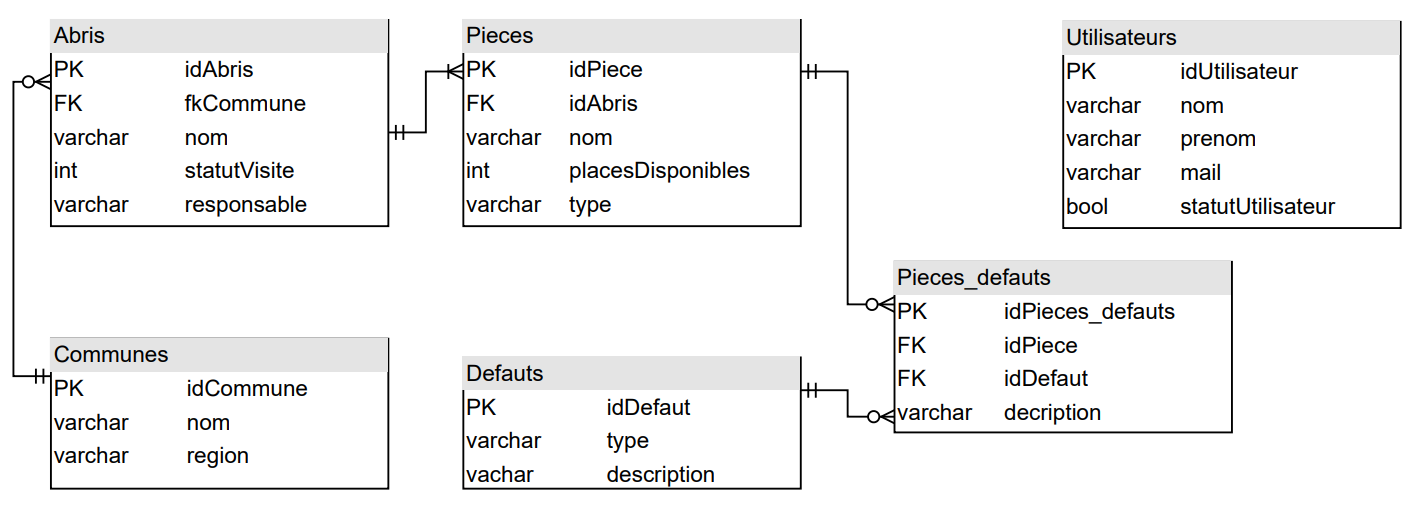 Abris
PK idAbris
FK fkCommune
varchar nom
int statutVisite
varchar responsable
Pieces
PK idPiece
FK idAbris
varchar nom
int placesDisponibles
varchar type
Utilisateurs
PK idUtilisateur
varchar nom
varchar prenom
varchar mail
bool statutUtilisateur
Pieces_defauts
PK idPieces_defauts
FK idPiece
FK idDefaut
varchar decription
Communes
PK idCommune
varchar nom
varchar region
Defauts
PK idDefaut
varchar type
vachar description